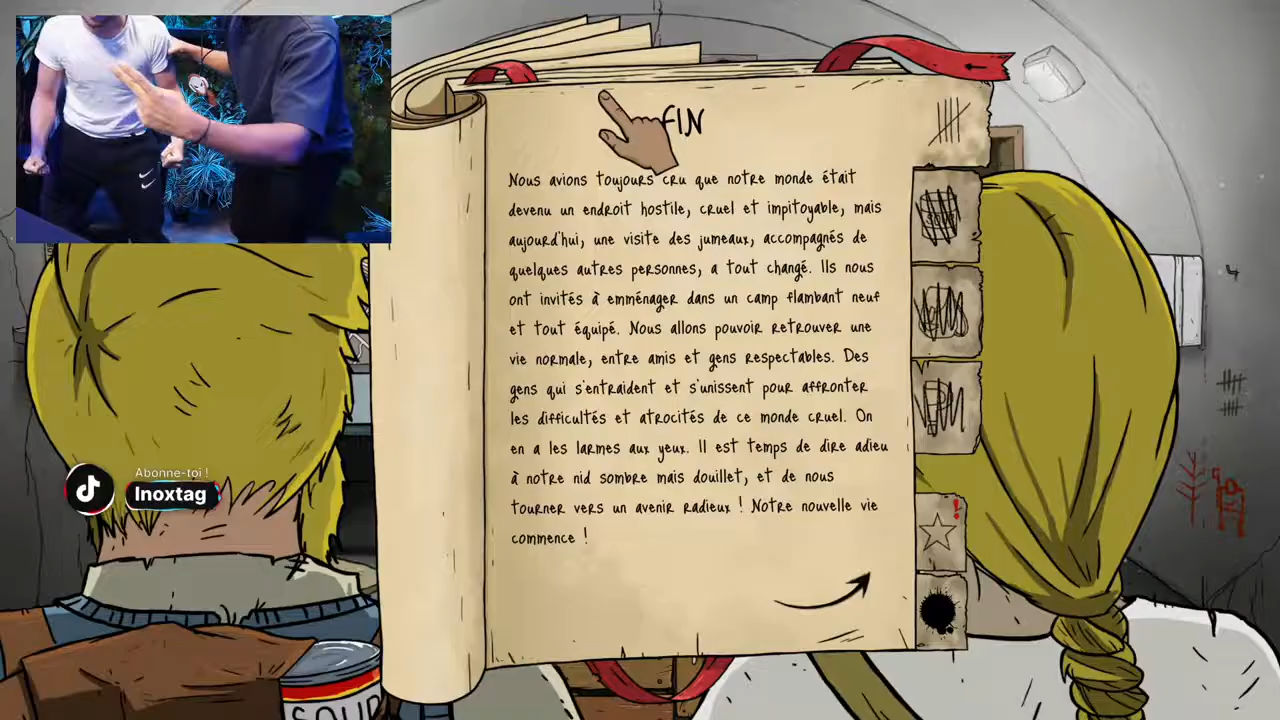 FIN
Nous avions toujours cru que notre monde était
devenu un endroit hostile, cruel et impitoyable, mais
aujourd'hui, une visite des jumeaux, accompagnés de
quelques autres personnes, a tout changé. Ils nous
ont invités à emménager dans un camp flambant neuf
et tout équipé. Nous allons pouvoir retrouver une
vie normale, entre amis et gens respectables. Des
gens qui s'entraident et s'unissent pour affronter
les difficultés et atrocités de ce monde cruel. On
en a les larmes aux yeux. Il est temps de dire adieu
à notre nid sombre mais douillet, et de nous
tourner vers un avenir radieux ! Notre nouvelle vie
commence !
!
Abonne-toi !
Inoxtag
SOUP